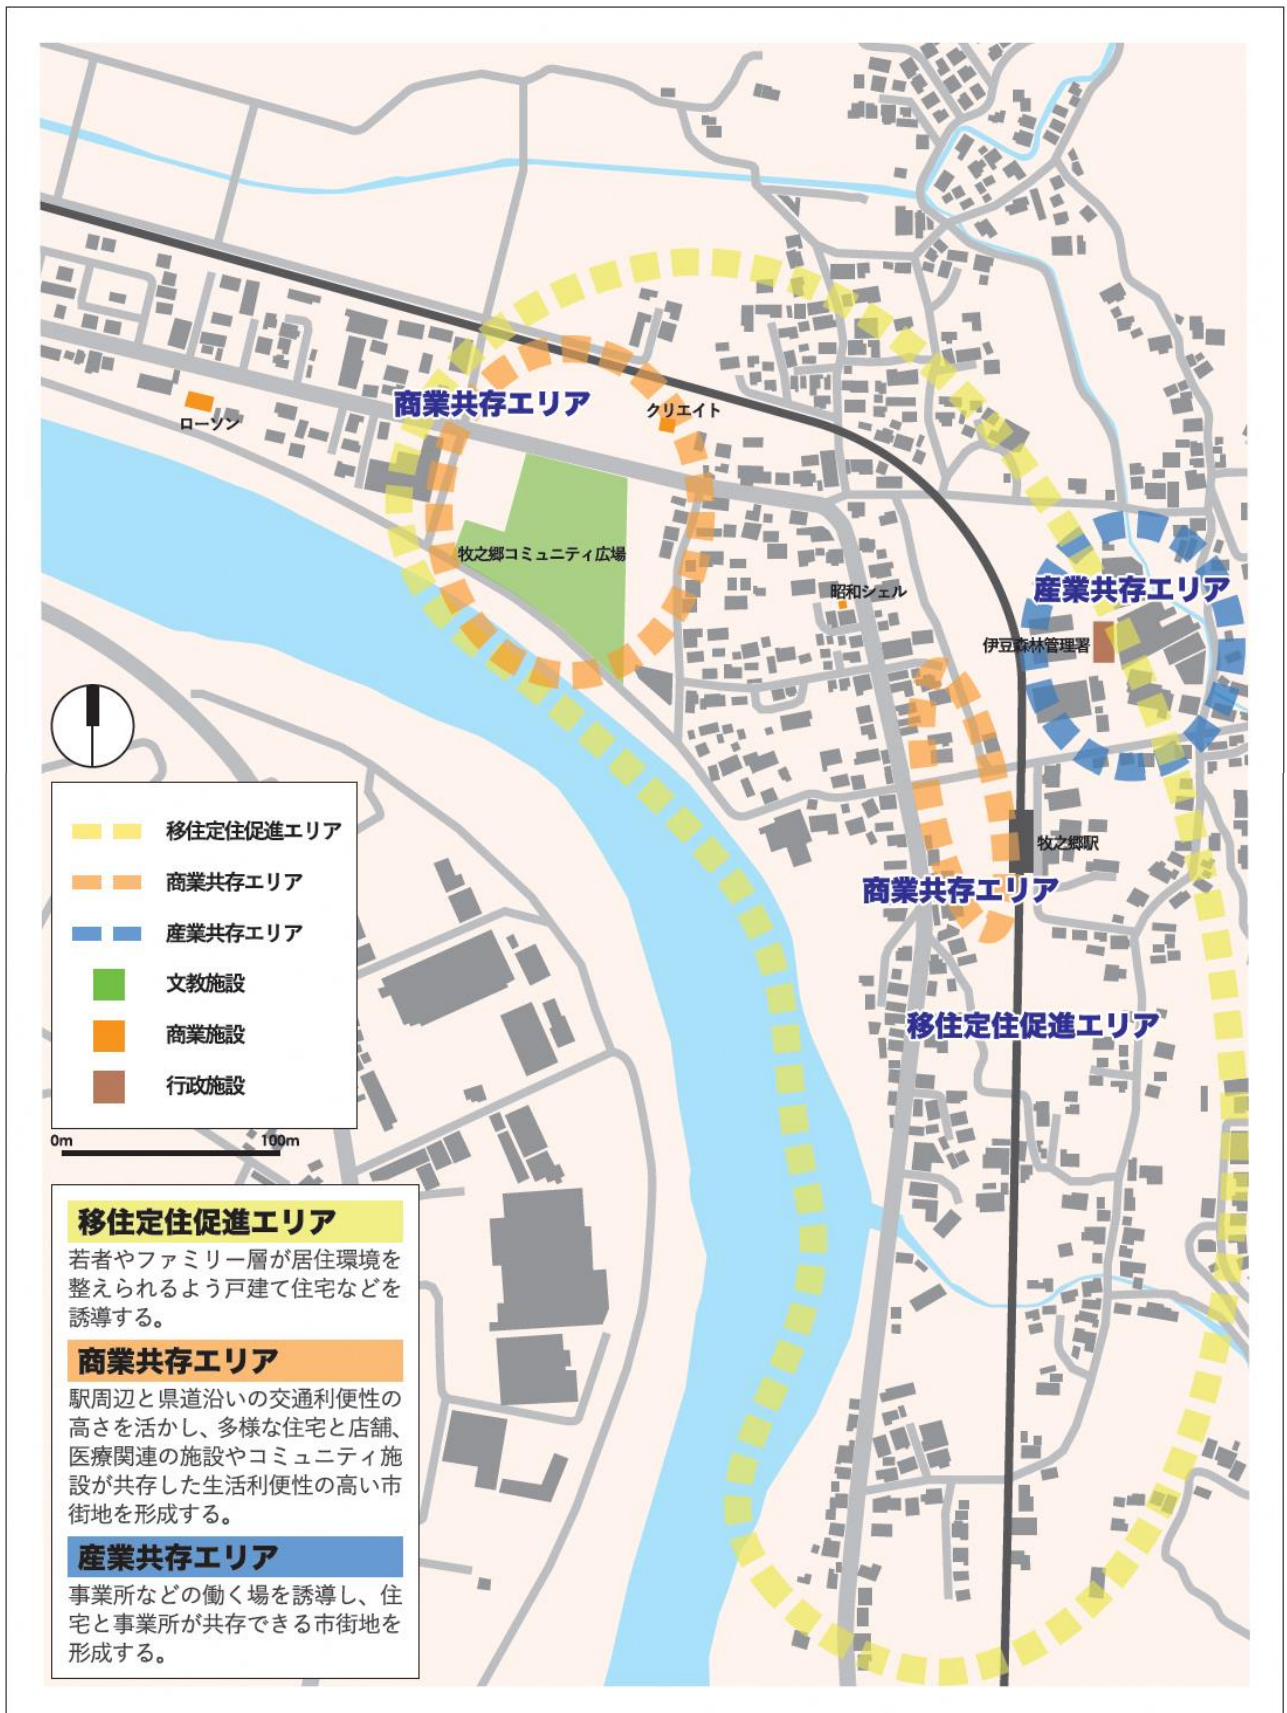 商業共存エリア
クリエイト
ローソン
牧之郷コミュニティ広場
昭和シェル
産業共存エリア
伊豆森林管理署
牧之郷駅
商業共存エリア
移住定住促進エリア
移住定住促進エリア
商業共存エリア
産業共存エリア
文教施設
商業施設
行政施設
0m 100m
移住定住促進エリア
若者やファミリー層が居住環境を
整えられるよう戸建て住宅などを
誘導する。
商業共存エリア
駅周辺と県道沿いの交通利便性の
高さを活かし、多様な住宅と店舗、
医療関連の施設やコミュニティ施
設が共存した生活利便性の高い市
街地を形成する。
産業共存エリア
事業所などの働く場を誘導し、住
宅と事業所が共存できる市街地を
形成する。